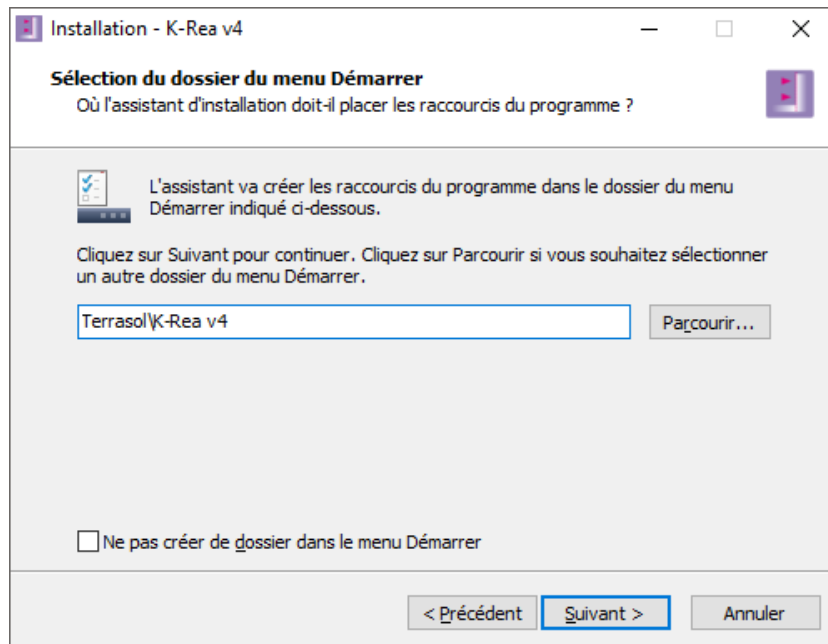 Installation - K-Rea v4
Sélection du dossier du menu Démarrer
Où l'assistant d'installation doit-il placer les raccourcis du programme ?
L'assistant va créer les raccourcis du programme dans le dossier du menu
Démarrer indiqué ci-dessous.
Cliquez sur Suivant pour continuer. Cliquez sur Parcourir si vous souhaitez sélectionner
un autre dossier du menu Démarrer.
Terrasol\K-Rea v4
Parcourir...
Ne pas créer de dossier dans le menu Démarrer
< Précédent
Suivant >
Annuler